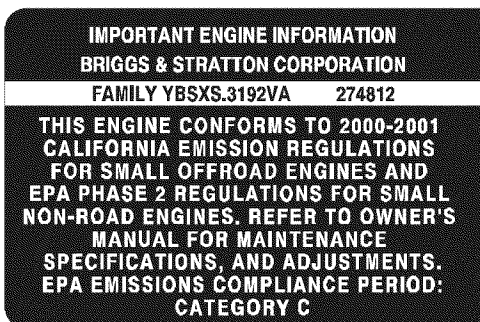 IMPORTANT ENGINE INFORMATION
BRIGGS & STRATTON CORPORATION
FAMILY YBSXS.3192VA 274812
THIS ENGINE CONFORMS TO 2000-2001
CALIFORNIA EMISSION REGULATIONS
FOR SMALL OFFROAD ENGINES AND
EPA PHASE 2 REGULATIONS FOR SMALL
NON-ROAD ENGINES. REFER TO OWNER'S
MANUAL FOR MAINTENANCE
SPECIFICATIONS, AND ADJUSTMENTS.
EPA EMISSIONS COMPLIANCE PERIOD:
CATEGORY C